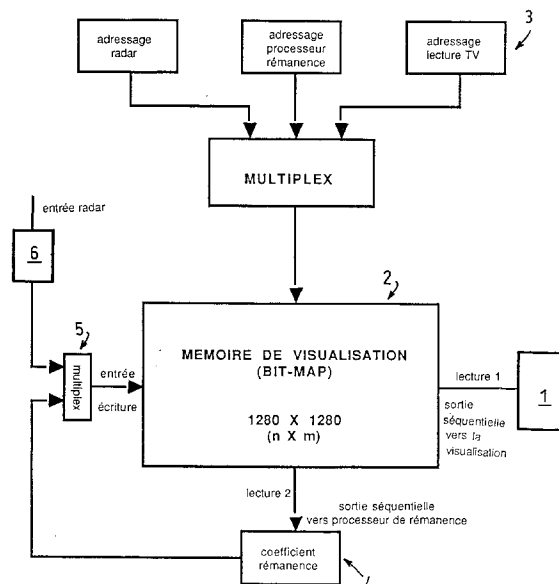 adressage
radar
adressage
processeur
rémanence
adressage
lecture TV
3
MULTIPLEX
entrée radar
6
2
5
multiplex
entrée
écriture
MEMOIRE DE VISUALISATION
(BIT-MAP)
1280 X 1280
(n X m)
lecture 1
sortie
séquentielle
vers la
visualisation
1
lecture 2
sortie séquentielle
vers processeur de rémanence
coefficient
rémanence